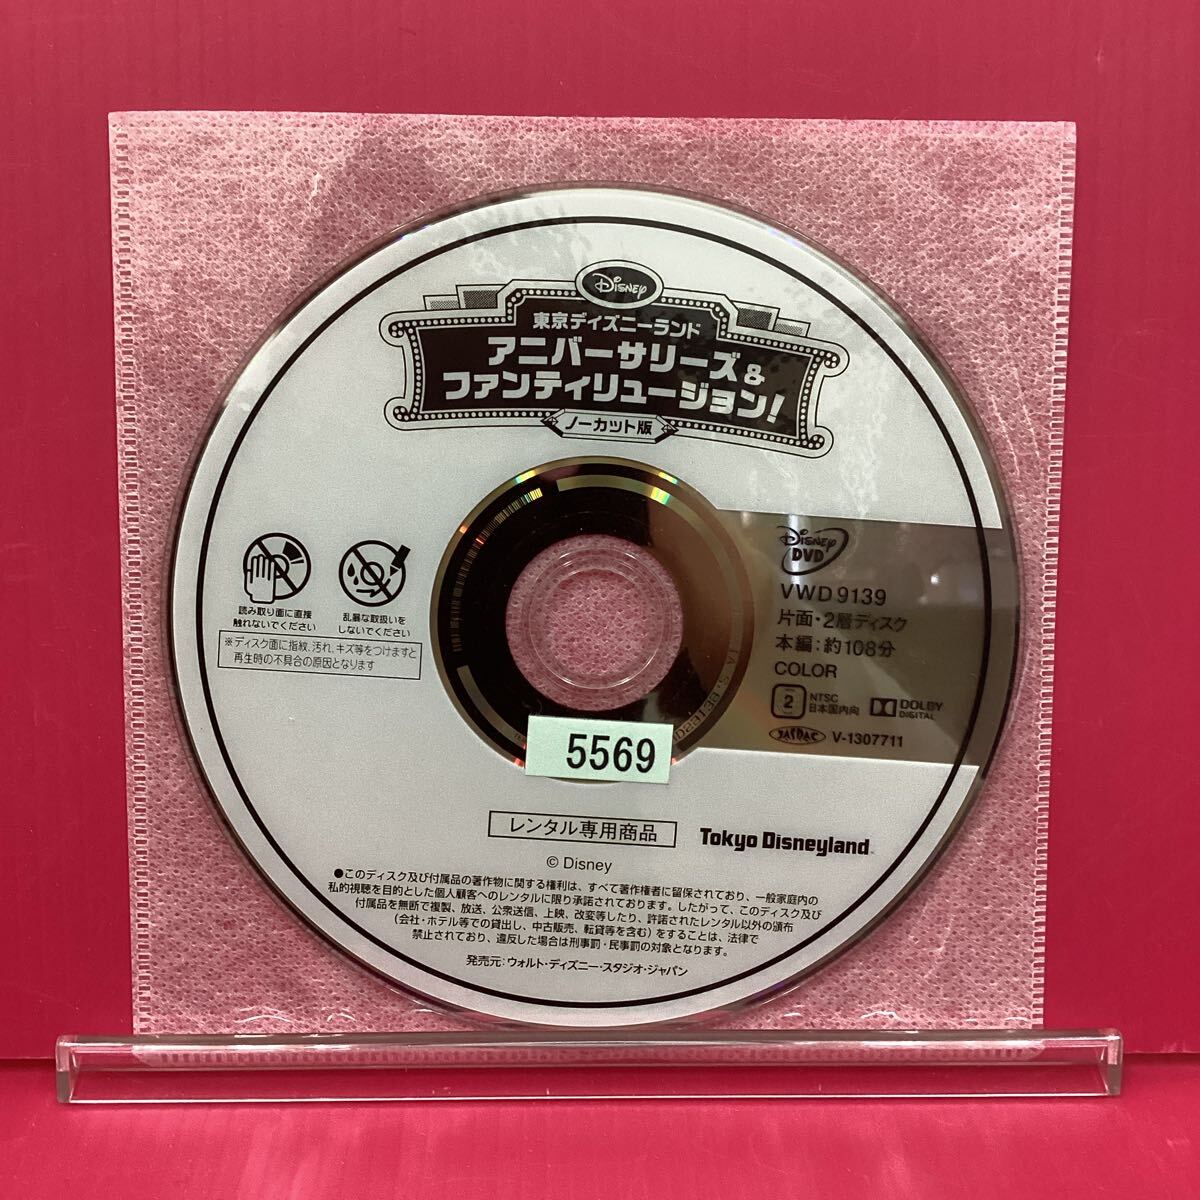 Disney
東京ディズニーランド
アニバーサリーズ&
ファンティリュージョン!
ノーカット版
読み取り面に直接
触れないでください
乱暴な取扱いを
しないでください
※ディスク面に指紋、汚れ、キズ等をつけますと
再生時の不具合の原因となります
Disney
DVD
VWD 9139
片面・2層ディスク
本編:約108分
COLOR
2
NTSC
日本国内向
DOLBY
DIGITAL
JASRAC
V-1307711
5569
レンタル専用商品
Tokyo Disneyland
© Disney
●このディスク及び付属品の著作物に関する権利は、すべて著作権者に留保されており、一般家庭内の
私的視聴を目的とした個人顧客へのレンタルに限り承諾されております。したがって、このディスク及び
付属品を無断で複製、放送、公衆送信、上映、改変等したり、許諾されたレンタル以外の頒布
(会社・ホテル等での貸出し、中古販売、転貸等を含む)をすることは、法律で
禁止されており、違反した場合は刑事罰・民事罰の対象となります。
発売元:ウォルト・ディズニー・スタジオ・ジャパン